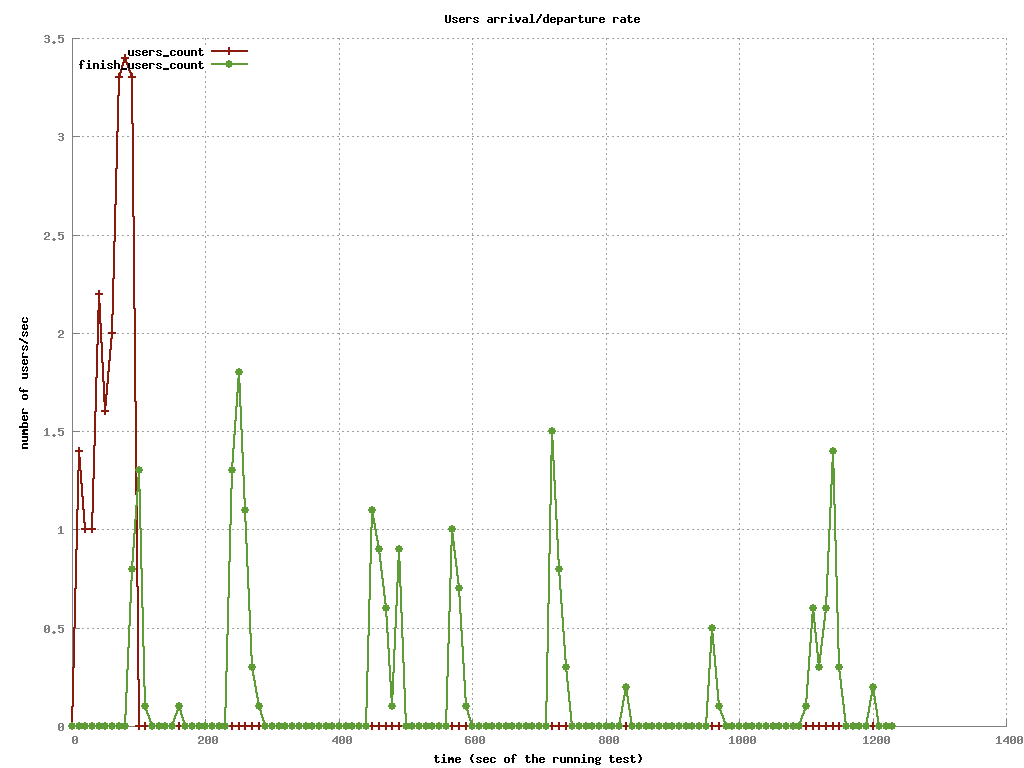 Users arrival/departure rate
3.5
users_count
finish_users_count
3
2.5
2
1.5
1
0.5
0
number of users/sec
0 200 400 600 800 1000 1200 1400
time (sec of the running test)